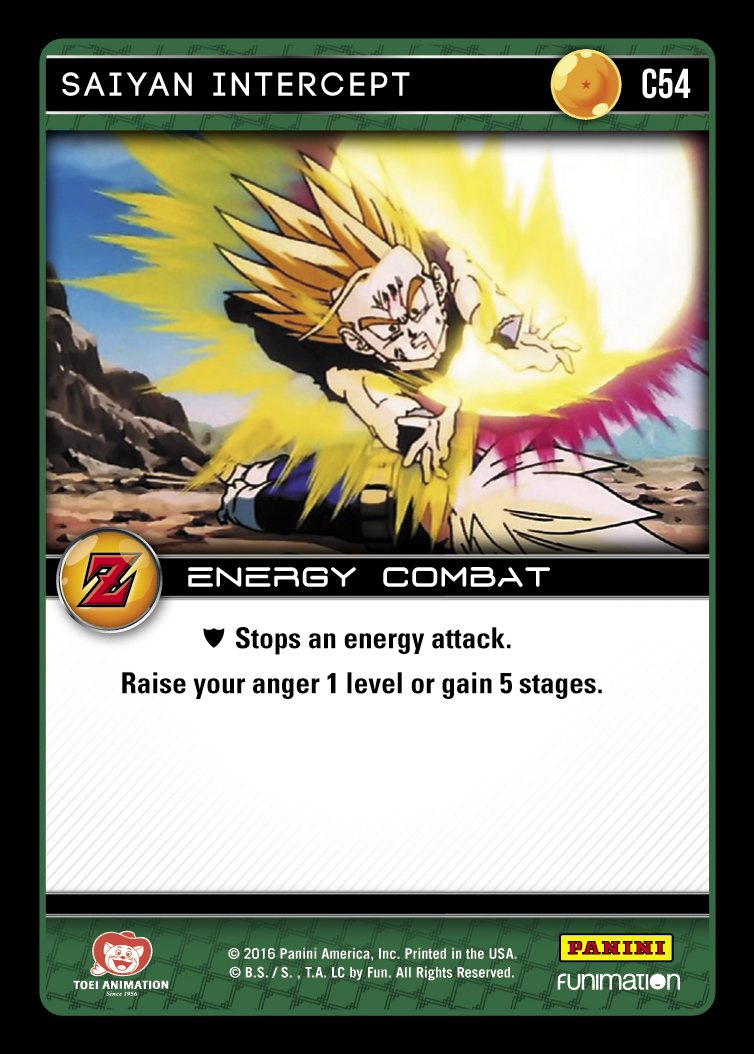 SAIYAN INTERCEPT
C54
Z
ENERGY COMBAT
Stops an energy attack.
Raise your anger 1 level or gain 5 stages.
TOEI ANIMATION
Since 1956
© 2016 Panini America, Inc. Printed in the USA.
© B.S. / S. , T.A. LC by Fun. All Rights Reserved.
PANINI
FUNIMATION